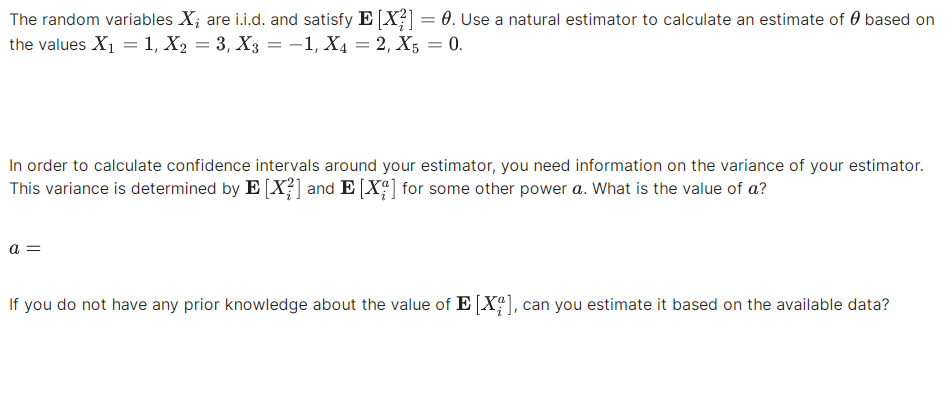 The random variables $X_i$ are i.i.d. and satisfy $\mathbf{E}\left[X_i^2\right] = \theta$. Use a natural estimator to calculate an estimate of $\theta$ based on
the values $X_1 = 1, X_2 = 3, X_3 = -1, X_4 = 2, X_5 = 0$.
In order to calculate confidence intervals around your estimator, you need information on the variance of your estimator.
This variance is determined by $\mathbf{E}\left[X_i^2\right]$ and $\mathbf{E}\left[X_i^a\right]$ for some other power $a$. What is the value of $a$?
$a =$
If you do not have any prior knowledge about the value of $\mathbf{E}\left[X_i^a\right]$, can you estimate it based on the available data?